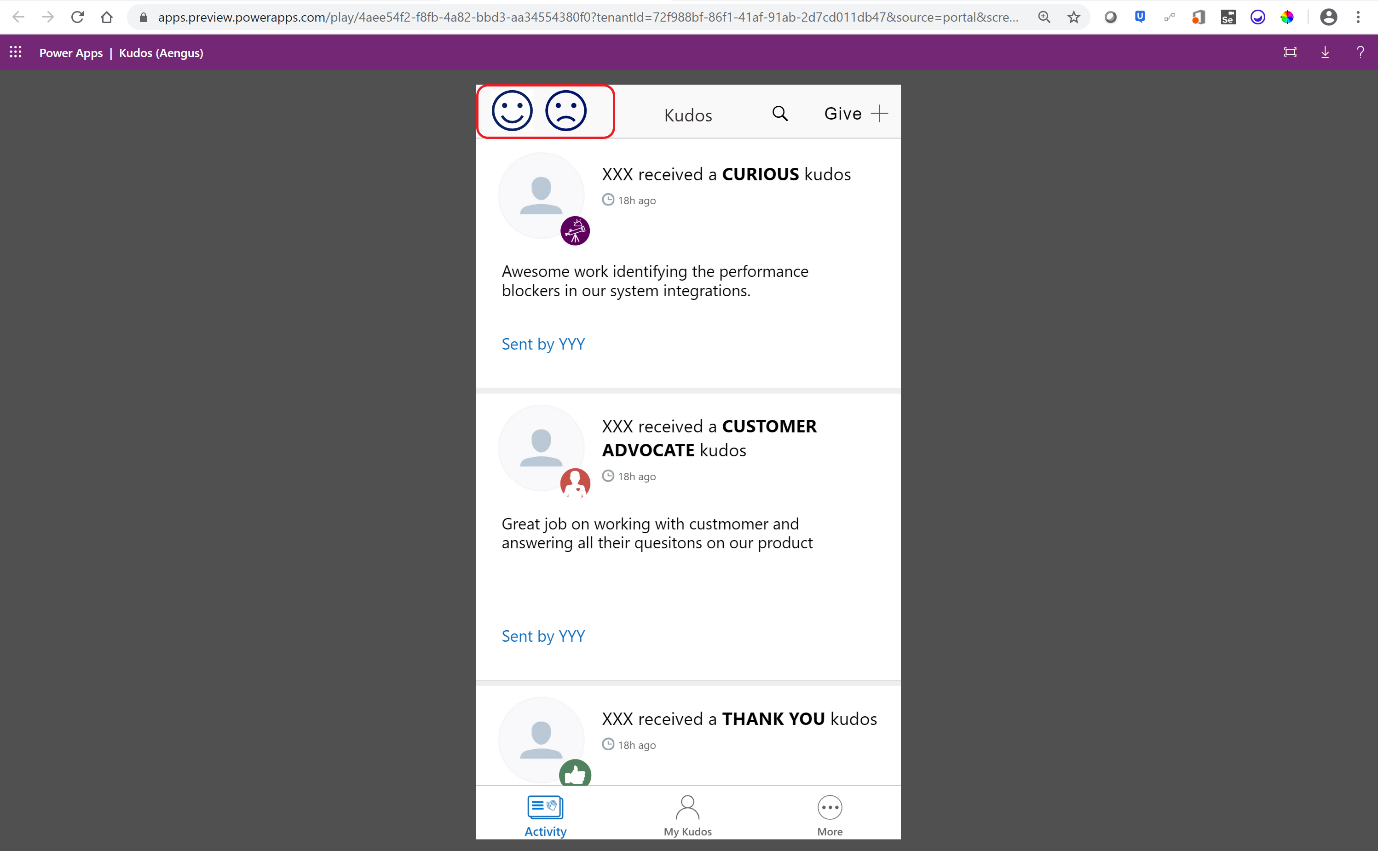 apps.preview.powerapps.com/play/4aee54f2-f8fb-4a82-bbd3-aa34554380f0?tenantId=72f988bf-86f1-41af-91ab-2d7cd011db47&source=portal&scre...
Se
Power Apps | Kudos (Aengus)
?
Kudos
Give
XXX received a CURIOUS kudos
18h ago
Awesome work identifying the performance
blockers in our system integrations.
Sent by YYY
XXX received a CUSTOMER
ADVOCATE kudos
18h ago
Great job on working with custmomer and
answering all their quesitons on our product
Sent by YYY
XXX received a THANK YOU kudos
18h ago
Activity
My Kudos
More